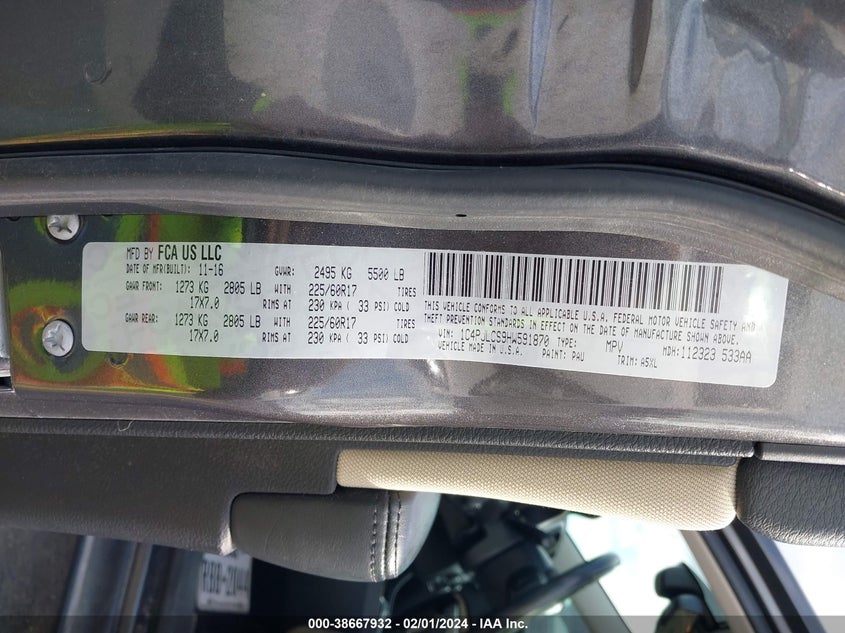 MFD BY FCA US LLC
DATE OF MFR(BUILT): 11-16 GVWR: 2495 KG 5500 LB
GAWR FRONT: 1273 KG 2805 LB WITH 225/60R17 TIRES
17X7.0 RIMS AT 230 KPA ( 33 PSI) COLD
GAWR REAR: 1273 KG 2805 LB WITH 225/60R17 TIRES
17X7.0 RIMS AT 230 KPA ( 33 PSI) COLD
THIS VEHICLE CONFORMS TO ALL APPLICABLE U.S.A. FEDERAL MOTOR VEHICLE SAFETY AND
THEFT PREVENTION STANDARDS IN EFFECT ON THE DATE OF MANUFACTURE SHOWN ABOVE.
VIN: 1C4PJLCS9HW591870 TYPE: MPV MDH:112323 533AA
VEHICLE MADE IN U.S.A. PAINT: PAU TRIM: A5XL
000-38667932 — 02/01/2024 — IAA Inc.